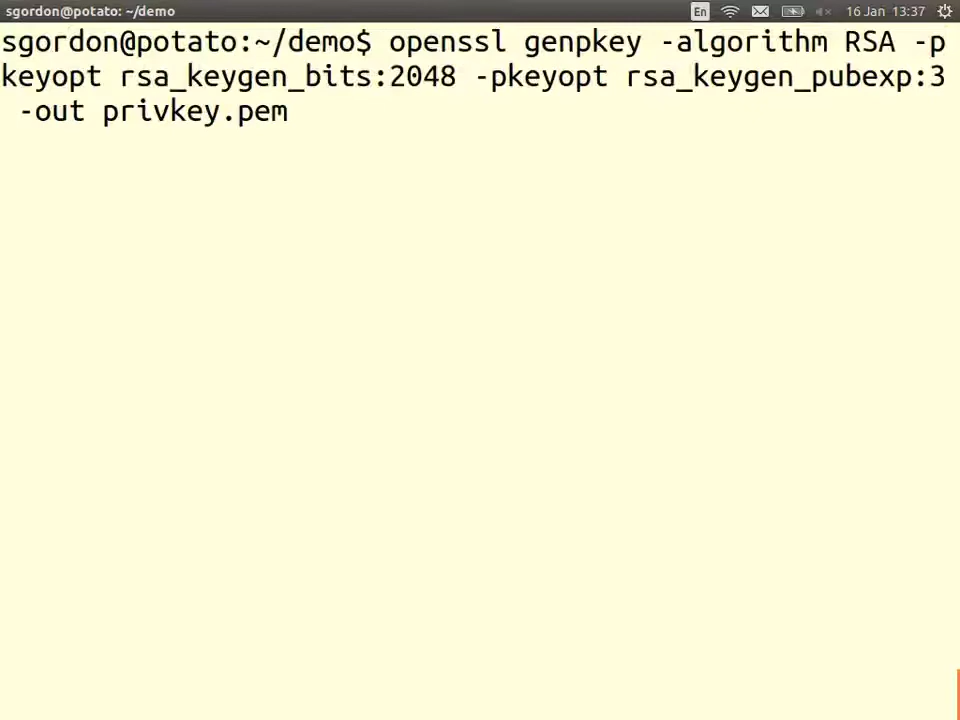 sgordon@potato: ~/demo En 16 Jan 13:37
sgordon@potato:~/demo$ openssl genpkey -algorithm RSA -p
keyopt rsa_keygen_bits:2048 -pkeyopt rsa_keygen_pubexp:3
-out privkey.pem